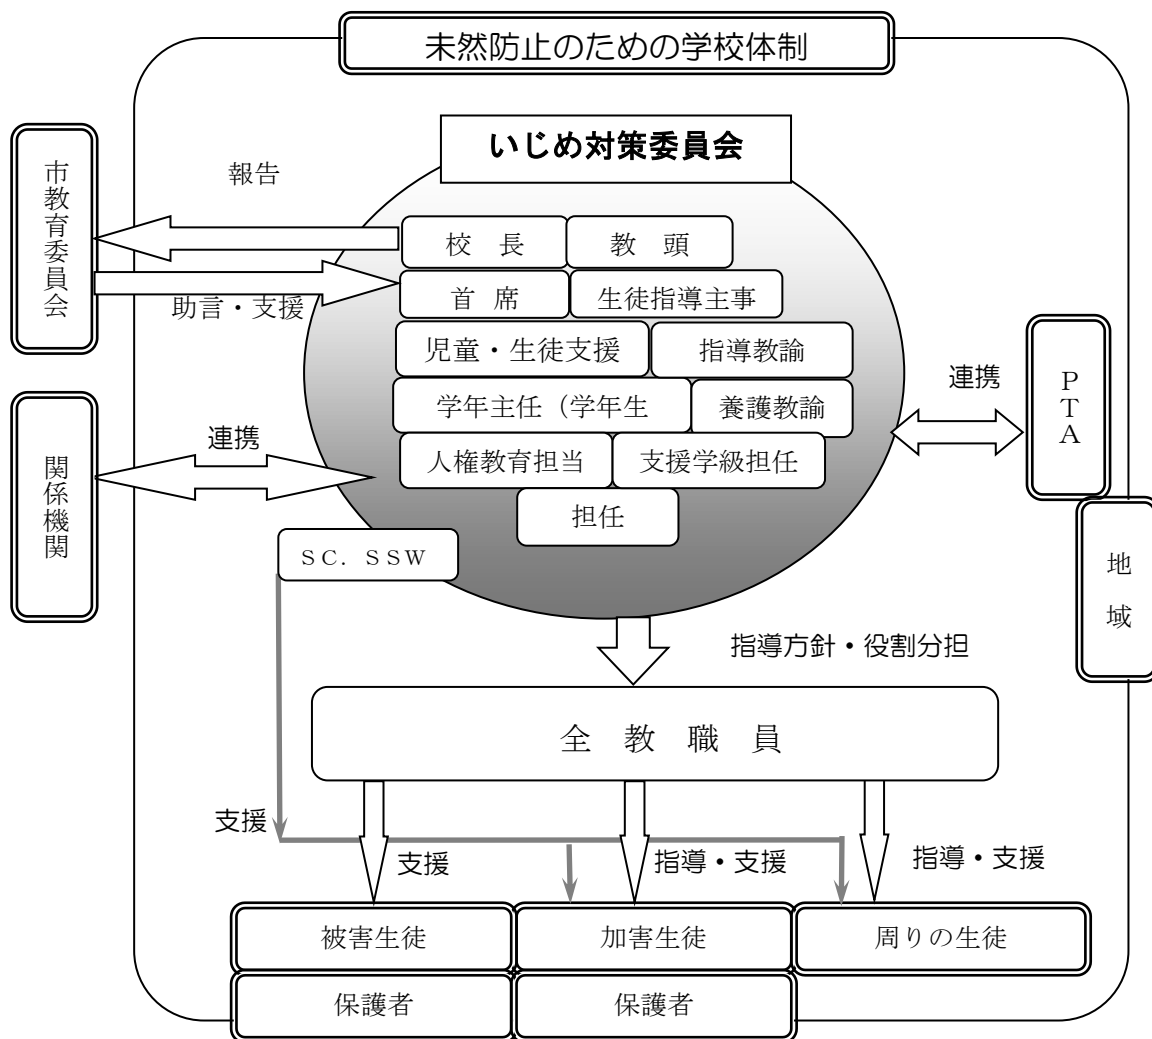 未然防止のための学校体制
いじめ対策委員会
市教育委員会
報告
助言・支援
校 長
教 頭
首 席
生徒指導主事
児童・生徒支援
指導教諭
学年主任（学年生
養護教諭
人権教育担当
支援学級担任
担任
連携
PTA
関係機関
連携
地域
ＳＣ．ＳＳＷ
指導方針・役割分担
全 教 職 員
支援
支援
指導・支援
指導・支援
被害生徒
加害生徒
周りの生徒
保護者
保護者